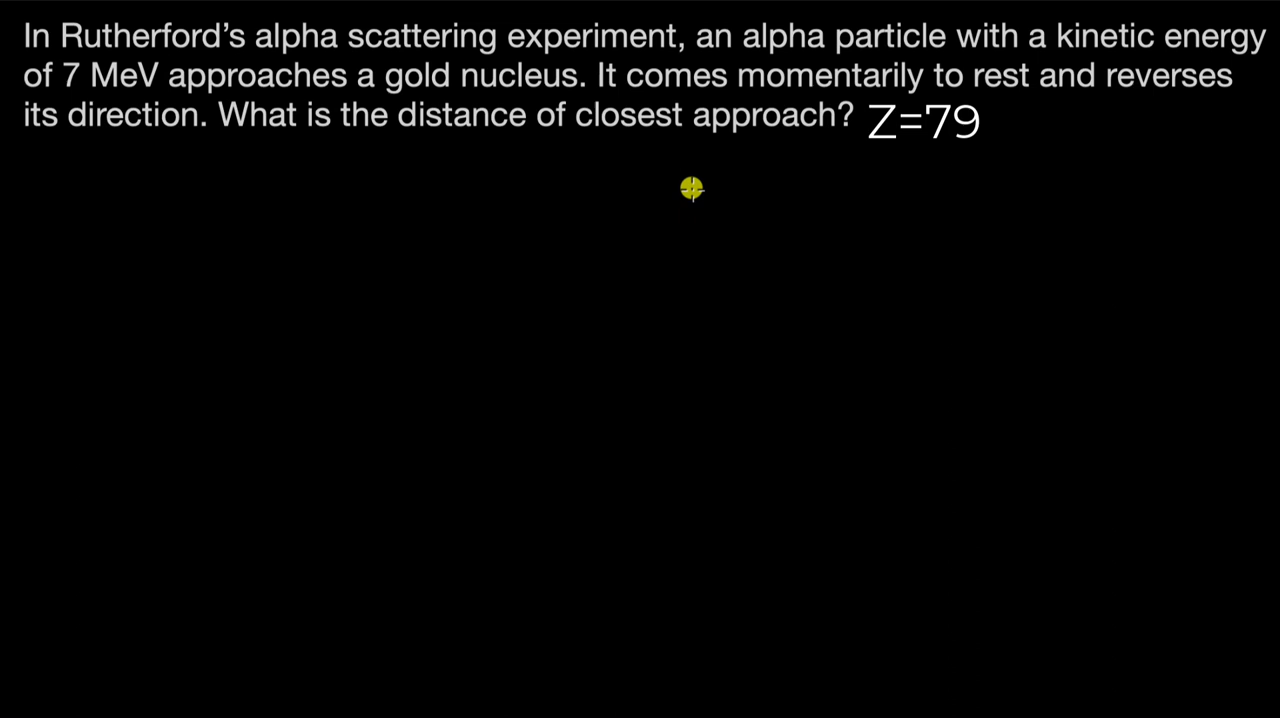 In Rutherford’s alpha scattering experiment, an alpha particle with a kinetic energy
of 7 MeV approaches a gold nucleus. It comes momentarily to rest and reverses
its direction. What is the distance of closest approach? Z=79